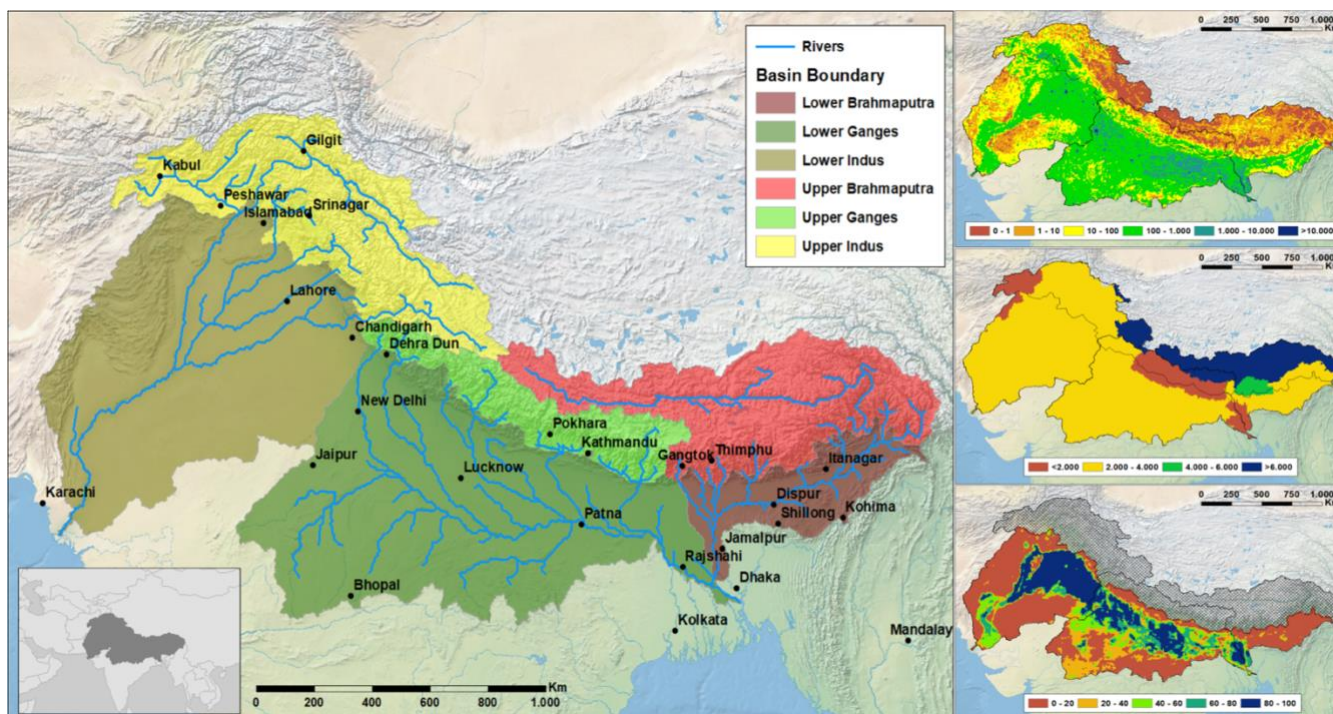 Rivers
Basin Boundary
Lower Brahmaputra
Lower Ganges
Lower Indus
Upper Brahmaputra
Upper Ganges
Upper Indus
Gilgit
Kabul
Peshawar
Srinagar
Islamabad
Lahore
Chandigarh
Dehra Dun
New Delhi
Pokhara
Kathmandu
Gangtok
Thimphu
Itanagar
Jaipur
Lucknow
Karachi
Dispur
Kohima
Shillong
Patna
Jamalpur
Rajshahi
Dhaka
Bhopal
Kolkata
Mandalay
Km
0 200 400 600 800 1.000
0 250 500 1.000
Km
0 - 1 1 - 10 10 - 100 100 - 1.000 1.000 - 10.000 >10.000
0 250 500 1.000
Km
<2.000 2.000 - 4.000 4.000 - 6.000 >6.000
0 250 500 1.000
Km
0 - 20 20 - 40 40 - 60 60 - 80 80 - 100